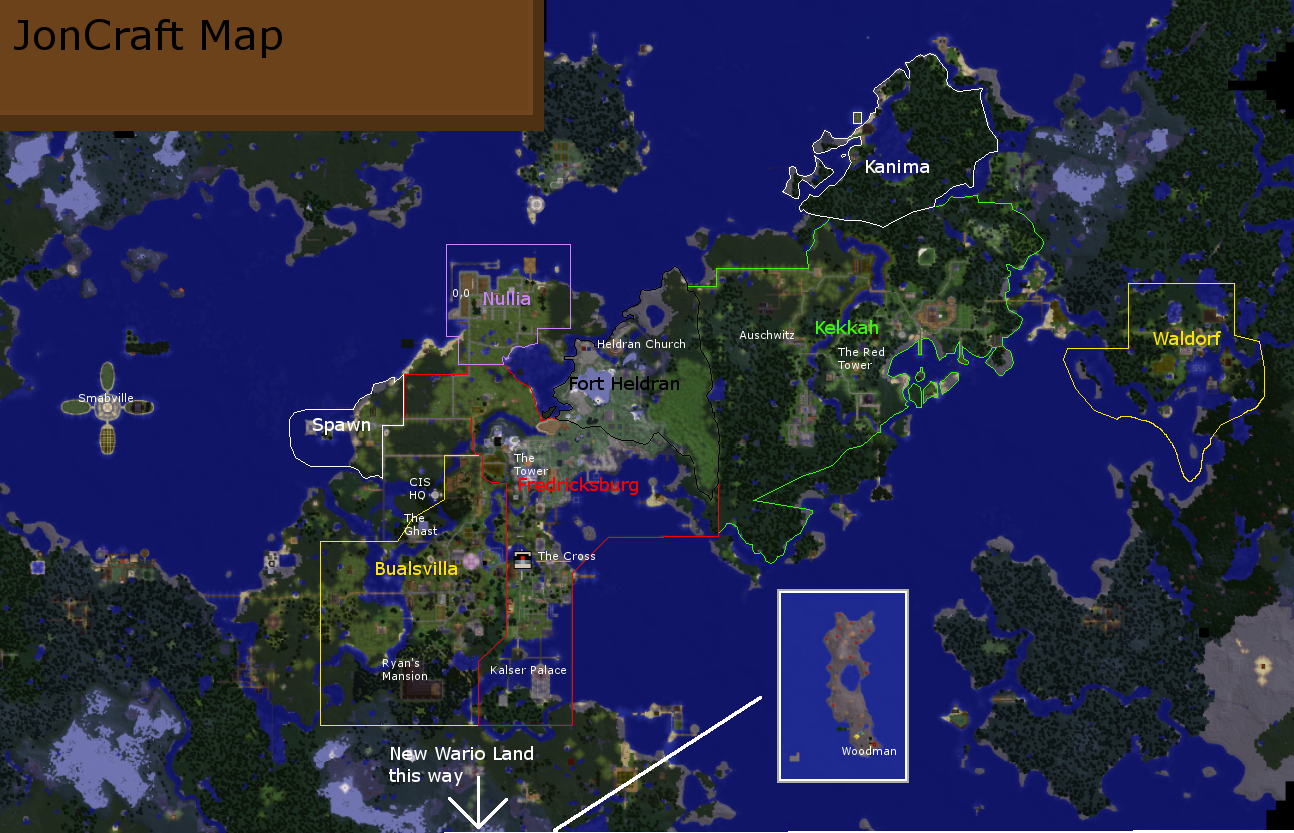 JonCraft Map
Kanima
0,0
Nullia
Kekkah
Auschwitz
Heldran Church
The Red
Tower
Waldorf
Fort Heldran
Smabville
Spawn
The
Tower
Fredricksburg
CIS
HQ
The
Ghast
The Cross
Bualsvilla
Ryan's
Mansion
Kalser Palace
New Wario Land
this way
Woodman